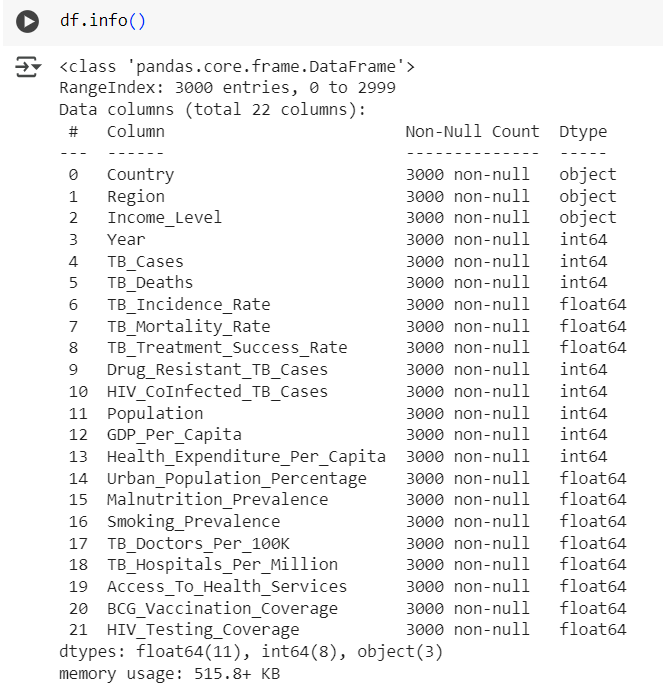 df.info()
<class 'pandas.core.frame.DataFrame'>
RangeIndex: 3000 entries, 0 to 2999
Data columns (total 22 columns):
 #   Column                         Non-Null Count  Dtype
---  ------                         --------------  -----
 0   Country                        3000 non-null   object
 1   Region                         3000 non-null   object
 2   Income_Level                   3000 non-null   object
 3   Year                           3000 non-null   int64
 4   TB_Cases                       3000 non-null   int64
 5   TB_Deaths                      3000 non-null   int64
 6   TB_Incidence_Rate              3000 non-null   float64
 7   TB_Mortality_Rate              3000 non-null   float64
 8   TB_Treatment_Success_Rate      3000 non-null   float64
 9   Drug_Resistant_TB_Cases        3000 non-null   int64
 10  HIV_CoInfected_TB_Cases        3000 non-null   int64
 11  Population                     3000 non-null   int64
 12  GDP_Per_Capita                 3000 non-null   int64
 13  Health_Expenditure_Per_Capita  3000 non-null   int64
 14  Urban_Population_Percentage    3000 non-null   float64
 15  Malnutrition_Prevalence        3000 non-null   float64
 16  Smoking_Prevalence             3000 non-null   float64
 17  TB_Doctors_Per_100K            3000 non-null   float64
 18  TB_Hospitals_Per_Million       3000 non-null   float64
 19  Access_To_Health_Services      3000 non-null   float64
 20  BCG_Vaccination_Coverage       3000 non-null   float64
 21  HIV_Testing_Coverage           3000 non-null   float64
dtypes: float64(11), int64(8), object(3)
memory usage: 515.8+ KB